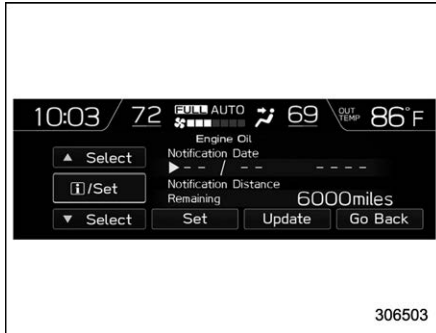 10:03 / 72 FULL AUTO 69 OUT TEMP 86°F
Engine Oil
▲ Select
Notification Date
▶-- / -- ----
i/Set
Notification Distance
Remaining 6000miles
▼ Select Set Update Go Back
306503